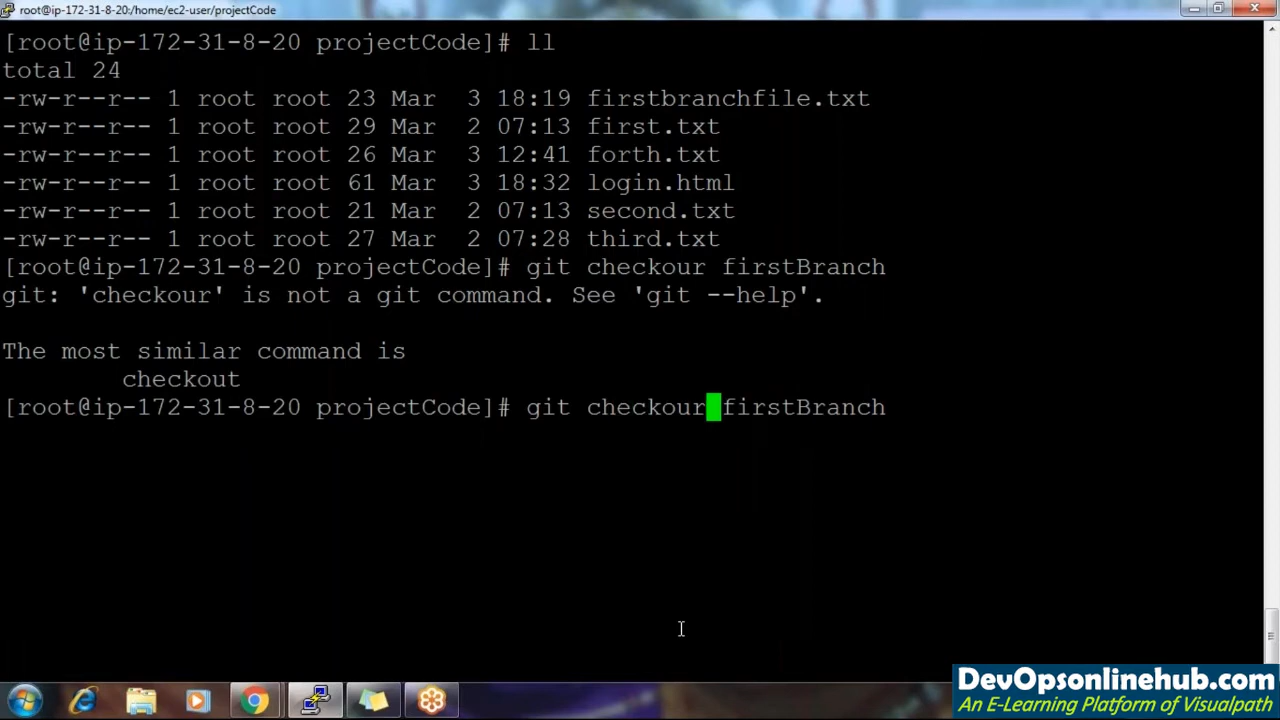 root@ip-172-31-8-20:/home/ec2-user/projectCode
[root@ip-172-31-8-20 projectCode]# ll
total 24
-rw-r--r-- 1 root root 23 Mar  3 18:19 firstbranchfile.txt
-rw-r--r-- 1 root root 29 Mar  2 07:13 first.txt
-rw-r--r-- 1 root root 26 Mar  3 12:41 forth.txt
-rw-r--r-- 1 root root 61 Mar  3 18:32 login.html
-rw-r--r-- 1 root root 21 Mar  2 07:13 second.txt
-rw-r--r-- 1 root root 27 Mar  2 07:28 third.txt
[root@ip-172-31-8-20 projectCode]# git checkour firstBranch
git: 'checkour' is not a git command. See 'git --help'.
The most similar command is
checkout
[root@ip-172-31-8-20 projectCode]# git checkour firstBranch
DevOpsonlinehub.com
An E-Learning Platform of Visualpath